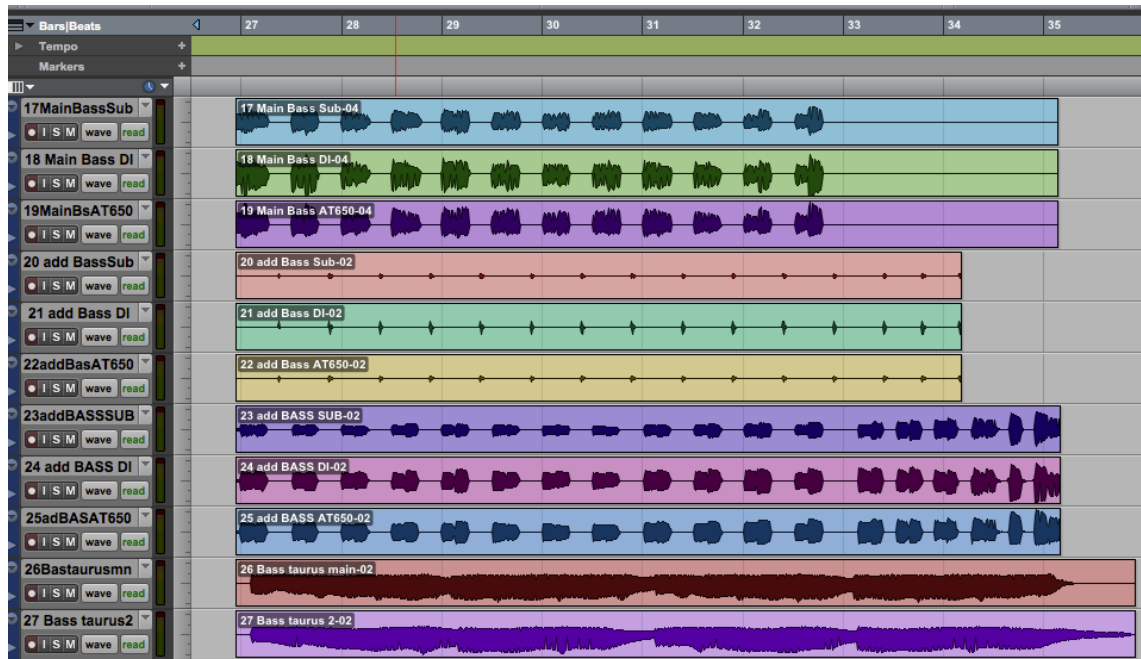 Bars|Beats 27 28 29 30 31 32 33 34 35
Tempo +
Markers +
17MainBassSub 17 Main Bass Sub-04
I S M wave read
18 Main Bass DI 18 Main Bass DI-04
I S M wave read
19MainBsAT650 19 Main Bass AT650-04
I S M wave read
20 add BassSub 20 add Bass Sub-02
I S M wave read
21 add Bass DI 21 add Bass DI-02
I S M wave read
22addBasAT650 22 add Bass AT650-02
I S M wave read
23addBASSSUB 23 add BASS SUB-02
I S M wave read
24 add BASS DI 24 add BASS DI-02
I S M wave read
25adBASAT650 25 add BASS AT650-02
I S M wave read
26Bastaurusmn 26 Bass taurus main-02
I S M wave read
27 Bass taurus2 27 Bass taurus 2-02
I S M wave read